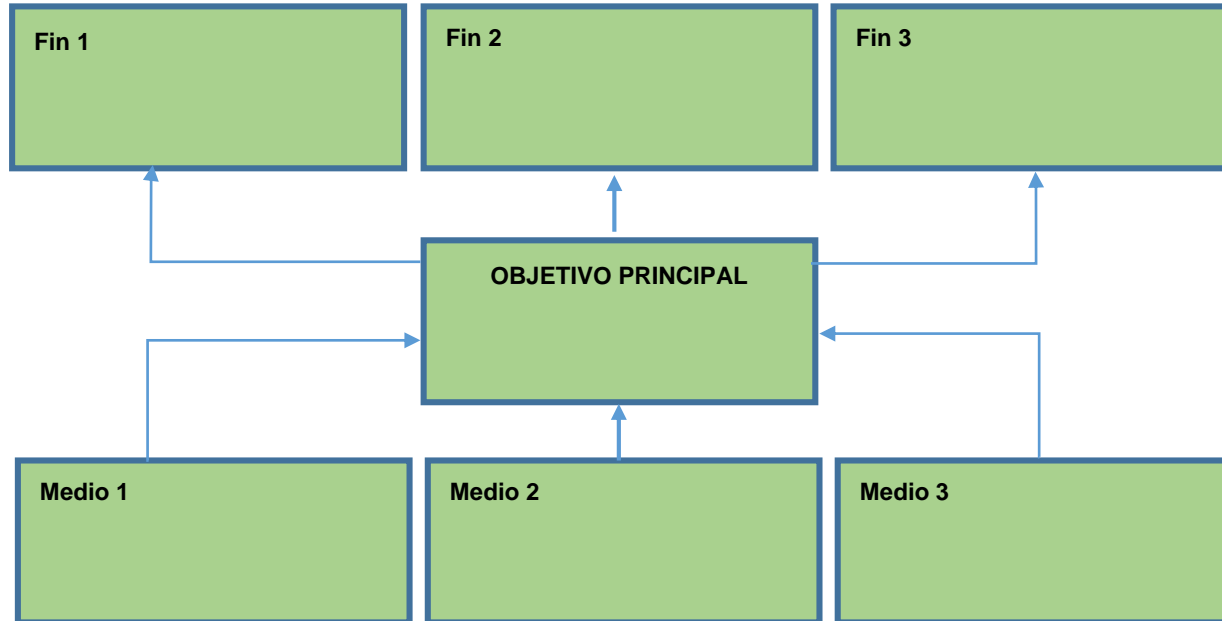 Fin 1
Fin 2
Fin 3
OBJETIVO PRINCIPAL
Medio 1
Medio 2
Medio 3